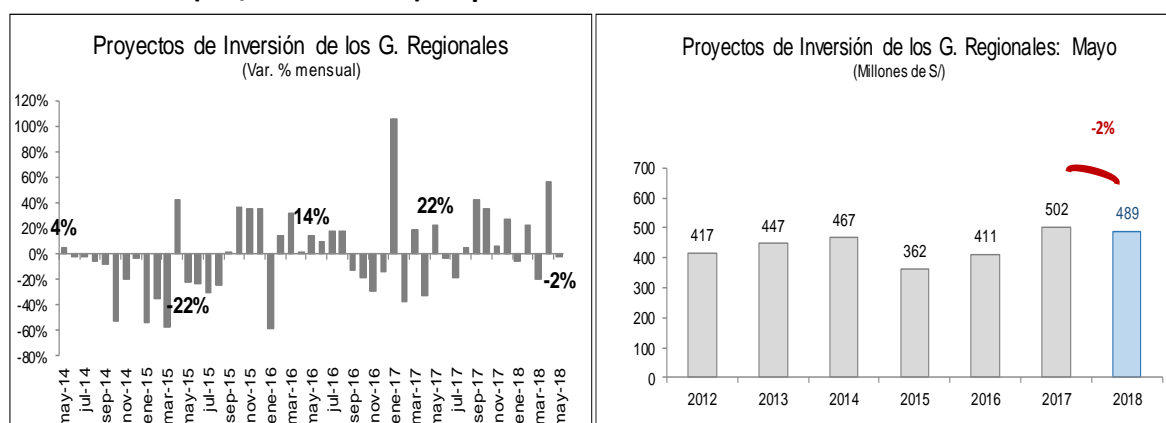 Proyectos de Inversión de los G. Regionales
(Var. % mensual)
120%
100%
80%
60%
40%
20%
0%
-20%
-40%
-60%
-80%
4%
-22%
14%
22%
-2%
may-14
jul-14
sep-14
nov-14
ene-15
mar-15
may-15
jul-15
sep-15
nov-15
ene-16
mar-16
may-16
jul-16
sep-16
nov-16
ene-17
mar-17
may-17
jul-17
sep-17
nov-17
ene-18
mar-18
may-18
Proyectos de Inversión de los G. Regionales: Mayo
(Millones de S/)
-2%
700
600
500
400
300
200
100
0
417
447
467
362
411
502
489
2012
2013
2014
2015
2016
2017
2018